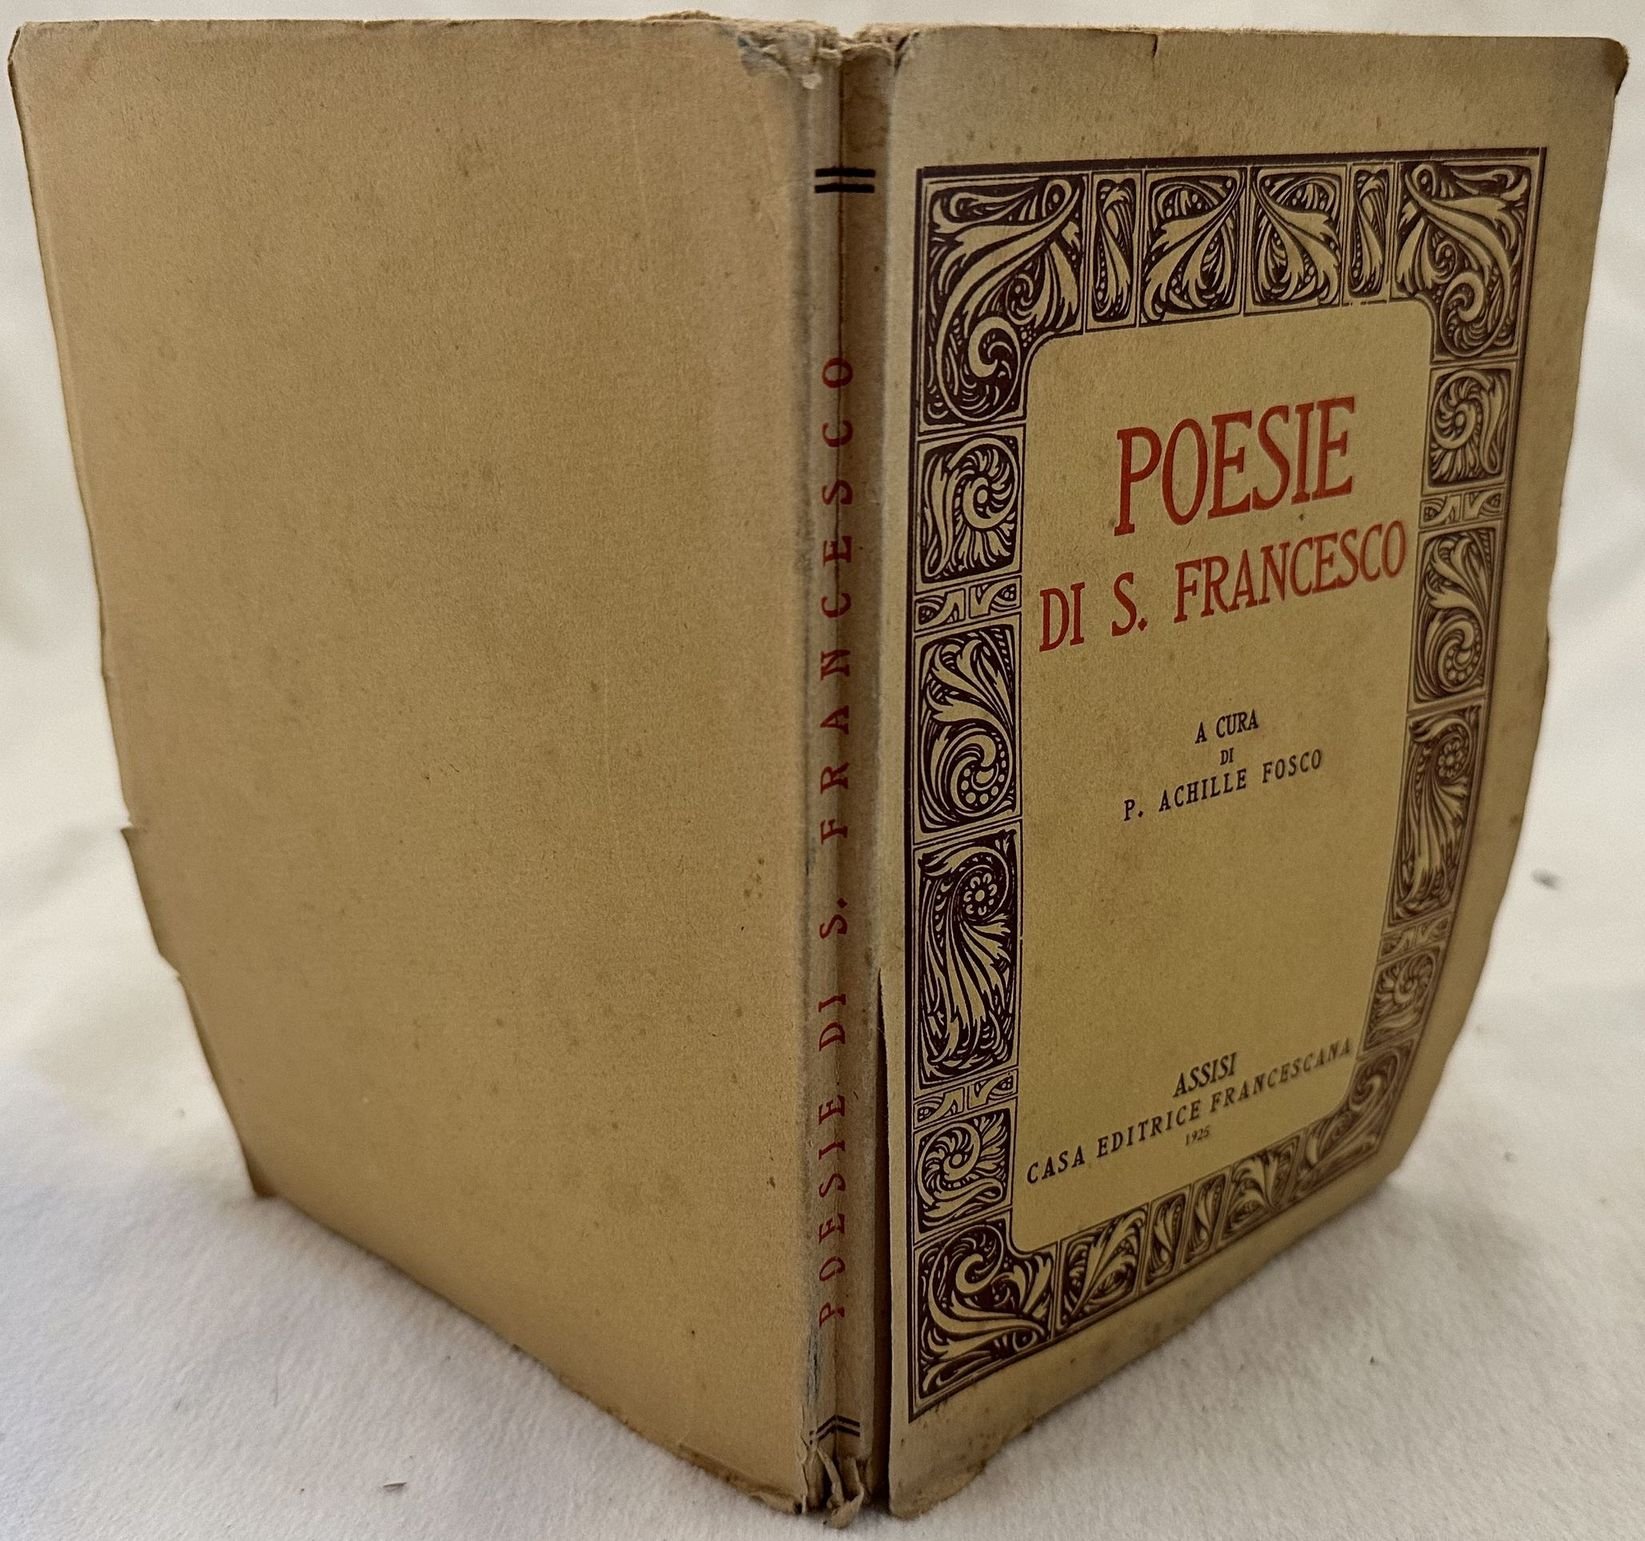 POESIE DI S. FRANCESCO
POESIE
DI S. FRANCESCO
A CURA
DI
P. ACHILLE FOSCO
ASSISI
CASA EDITRICE FRANCESCANA
1925